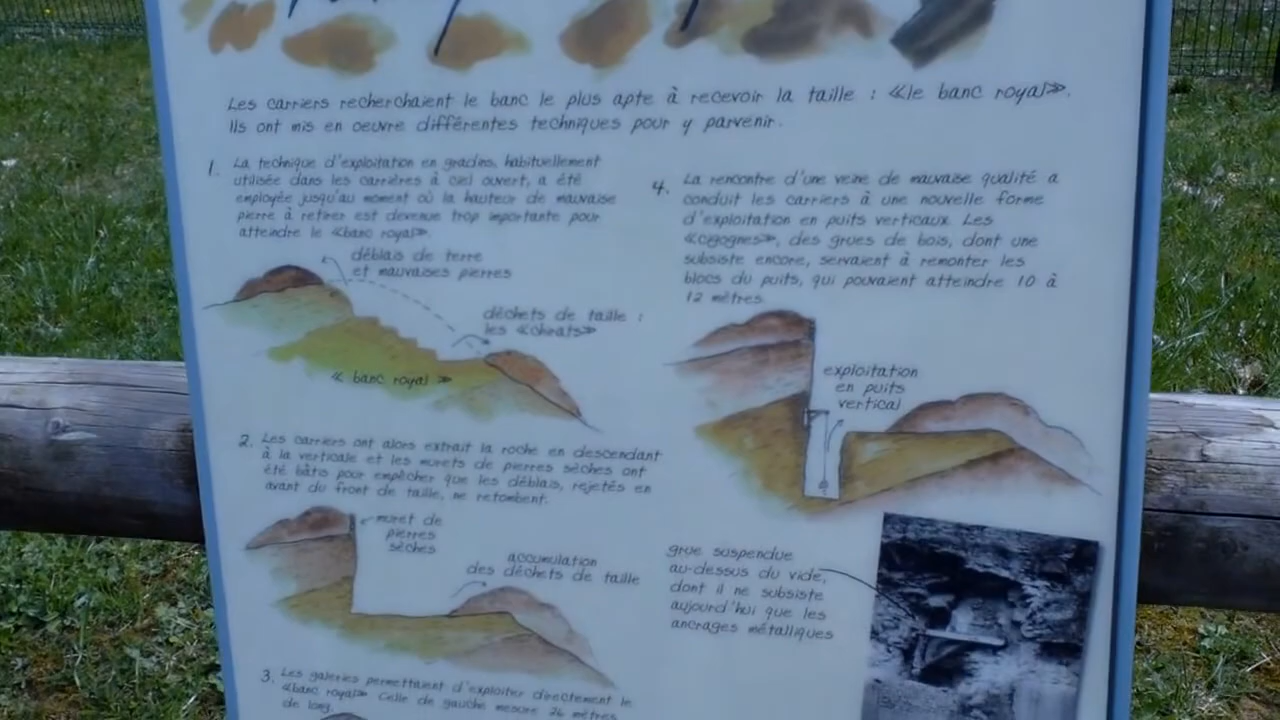 Les carriers recherchaient le banc le plus apte à recevoir la taille : «le banc royal».
Ils ont mis en oeuvre différentes techniques pour y parvenir.
1. La technique d'exploitation en gradins, habituellement
utilisée dans les carrières à ciel ouvert, a été
employée jusqu'au moment où la hauteur de mauvaise
pierre à retirer est devenue trop importante pour
atteindre le «banc royal».
déblais de terre
et mauvaises pierres
déchets de taille :
les «chirats»
« banc royal »
2. Les carriers ont alors extrait la roche en descendant
à la verticale et les murets de pierres sèches ont
été bâtis pour empêcher que les déblais, rejetés en
avant du front de taille, ne retombent.
muret de
pierres
sèches
accumulation
des déchets de taille
3. Les galeries permettaient d'exploiter directement le
«banc royal» Celle de gauche mesure 26 mètres
de long.
4. La rencontre d'une veine de mauvaise qualité a
conduit les carriers à une nouvelle forme
d'exploitation en puits verticaux. Les
«cigognes», des grues de bois, dont une
subsiste encore, servaient à remonter les
blocs du puits, qui pouvaient atteindre 10 à
12 mètres.
exploitation
en puits
vertical
grue suspendue
au-dessus du vide,
dont il ne subsiste
aujourd'hui que les
ancrages métalliques